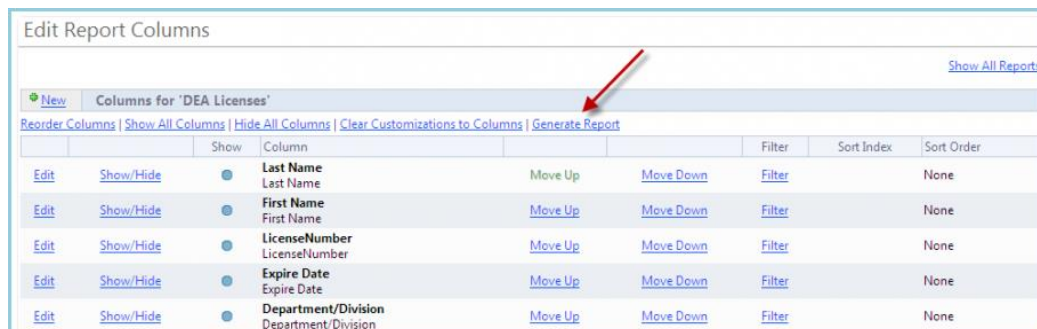 Edit Report Columns
Show All Reports
New Columns for 'DEA Licenses'
Reorder Columns | Show All Columns | Hide All Columns | Clear Customizations to Columns | Generate Report
Show Column Filter Sort Index Sort Order
Edit Show/Hide Last Name Move Up Move Down Filter None
Last Name
Edit Show/Hide First Name Move Up Move Down Filter None
First Name
Edit Show/Hide LicenseNumber Move Up Move Down Filter None
LicenseNumber
Edit Show/Hide Expire Date Move Up Move Down Filter None
Expire Date
Edit Show/Hide Department/Division Move Up Move Down Filter None
Department/Division